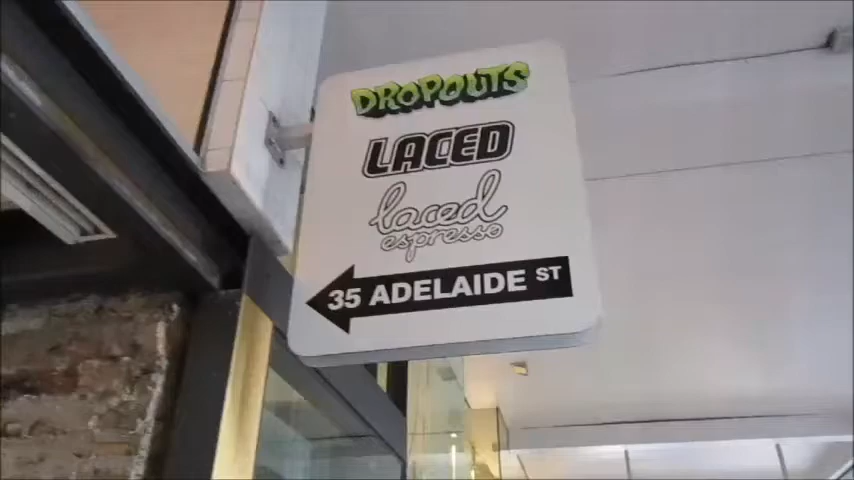 DROPOUTS
LACED
laced
espresso
35 ADELAIDE ST